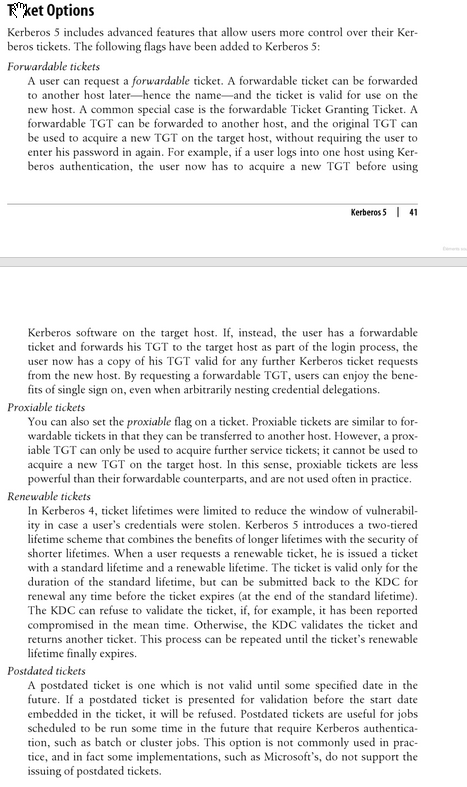 Ticket Options
Kerberos 5 includes advanced features that allow users more control over their Ker-
beros tickets. The following flags have been added to Kerberos 5:
Forwardable tickets
A user can request a forwardable ticket. A forwardable ticket can be forwarded
to another host later—hence the name—and the ticket is valid for use on the
new host. A common special case is the forwardable Ticket Granting Ticket. A
forwardable TGT can be forwarded to another host, and the original TGT can
be used to acquire a new TGT on the target host, without requiring the user to
enter his password in again. For example, if a user logs into one host using Ker-
beros authentication, the user now has to acquire a new TGT before using
Kerberos 5 | 41
Kerberos software on the target host. If, instead, the user has a forwardable
ticket and forwards his TGT to the target host as part of the login process, the
user now has a copy of his TGT valid for any further Kerberos ticket requests
from the new host. By requesting a forwardable TGT, users can enjoy the bene-
fits of single sign on, even when arbitrarily nesting credential delegations.
Proxiable tickets
You can also set the proxiable flag on a ticket. Proxiable tickets are similar to for-
wardable tickets in that they can be transferred to another host. However, a prox-
iable TGT can only be used to acquire further service tickets; it cannot be used to
acquire a new TGT on the target host. In this sense, proxiable tickets are less
powerful than their forwardable counterparts, and are not used often in practice.
Renewable tickets
In Kerberos 4, ticket lifetimes were limited to reduce the window of vulnerabil-
ity in case a user's credentials were stolen. Kerberos 5 introduces a two-tiered
lifetime scheme that combines the benefits of longer lifetimes with the security of
shorter lifetimes. When a user requests a renewable ticket, he is issued a ticket
with a standard lifetime and a renewable lifetime. The ticket is valid only for the
duration of the standard lifetime, but can be submitted back to the KDC for
renewal any time before the ticket expires (at the end of the standard lifetime).
The KDC can refuse to validate the ticket, if, for example, it has been reported
compromised in the mean time. Otherwise, the KDC validates the ticket and
returns another ticket. This process can be repeated until the ticket's renewable
lifetime finally expires.
Postdated tickets
A postdated ticket is one which is not valid until some specified date in the
future. If a postdated ticket is presented for validation before the start date
embedded in the ticket, it will be refused. Postdated tickets are useful for jobs
scheduled to be run some time in the future that require Kerberos authentica-
tion, such as batch or cluster jobs. This option is not commonly used in prac-
tice, and in fact some implementations, such as Microsoft's, do not support the
issuing of postdated tickets.